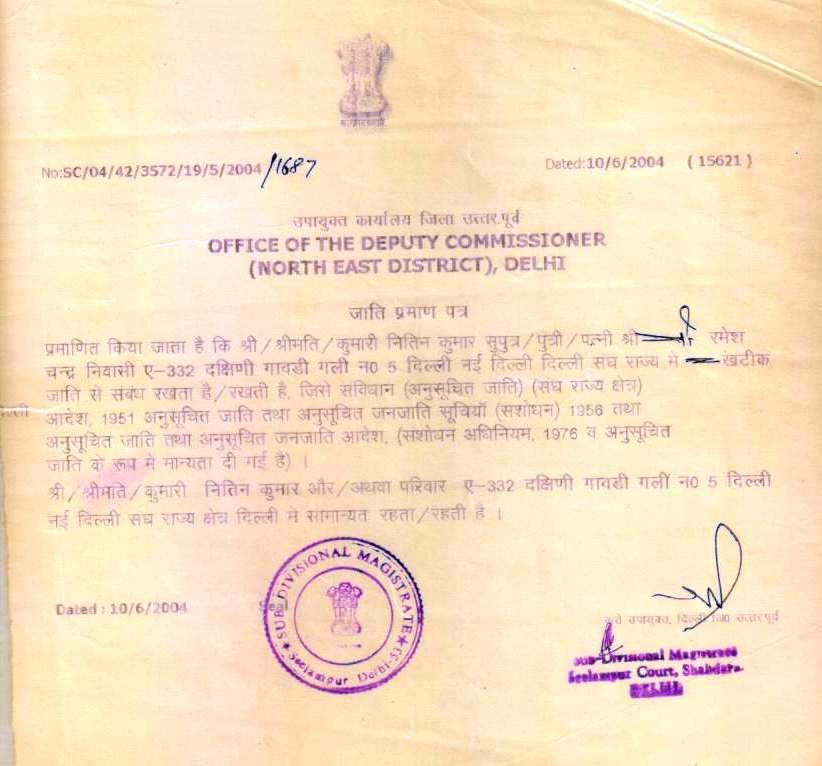 No:SC/04/42/3572/19/5/2004/1687
Dated:10/6/2004 (15621)
उपायुक्त कार्यालय जिला उत्तर.पूर्व
OFFICE OF THE DEPUTY COMMISSIONER
(NORTH EAST DISTRICT), DELHI
जाति प्रमाण पत्र
प्रमाणित किया जाता है कि श्री/श्रीमति/कुमारी नितिन कुमार सुपुत्र/पुत्री/पत्नी श्री रमेश
चन्द्र निवासी ए-332 दक्षिणी गावडी गली न0 5 दिल्ली नई दिल्ली दिल्ली संघ राज्य मे खटीक
जाति से संबंध रखता है/रखती है, जिसे संविधान (अनुसूचित जाति) (संघ राज्य क्षेत्र)
आदेश, 1951 अनुसूचित जाति तथा अनुसूचित जनजाति सूचियॉ (संशोधन) 1956 तथा
अनुसूचित जाति तथा अनुसूचित जनजाति आदेश, (संशोधन अधिनियम, 1976 व अनुसूचित
जाति के रूप मे मान्यता दी गई है) ।
श्री/श्रीमति/कुमारी नितिन कुमार और/अथवा परिवार ए-332 दक्षिणी गावडी गली न0 5 दिल्ली
नई दिल्ली संघ राज्य क्षेत्र दिल्ली मे सामान्यत रहता/रहती है ।
Dated : 10/6/2004
Seal
SUB-DIVISIONAL MAGISTRATE
Seelampur Delhi-53
उपायुक्त, दिल्ली उत्तर.पूर्व
Sub-Divisional Magistrate
Seelampur Court, Shahdara
DELHI